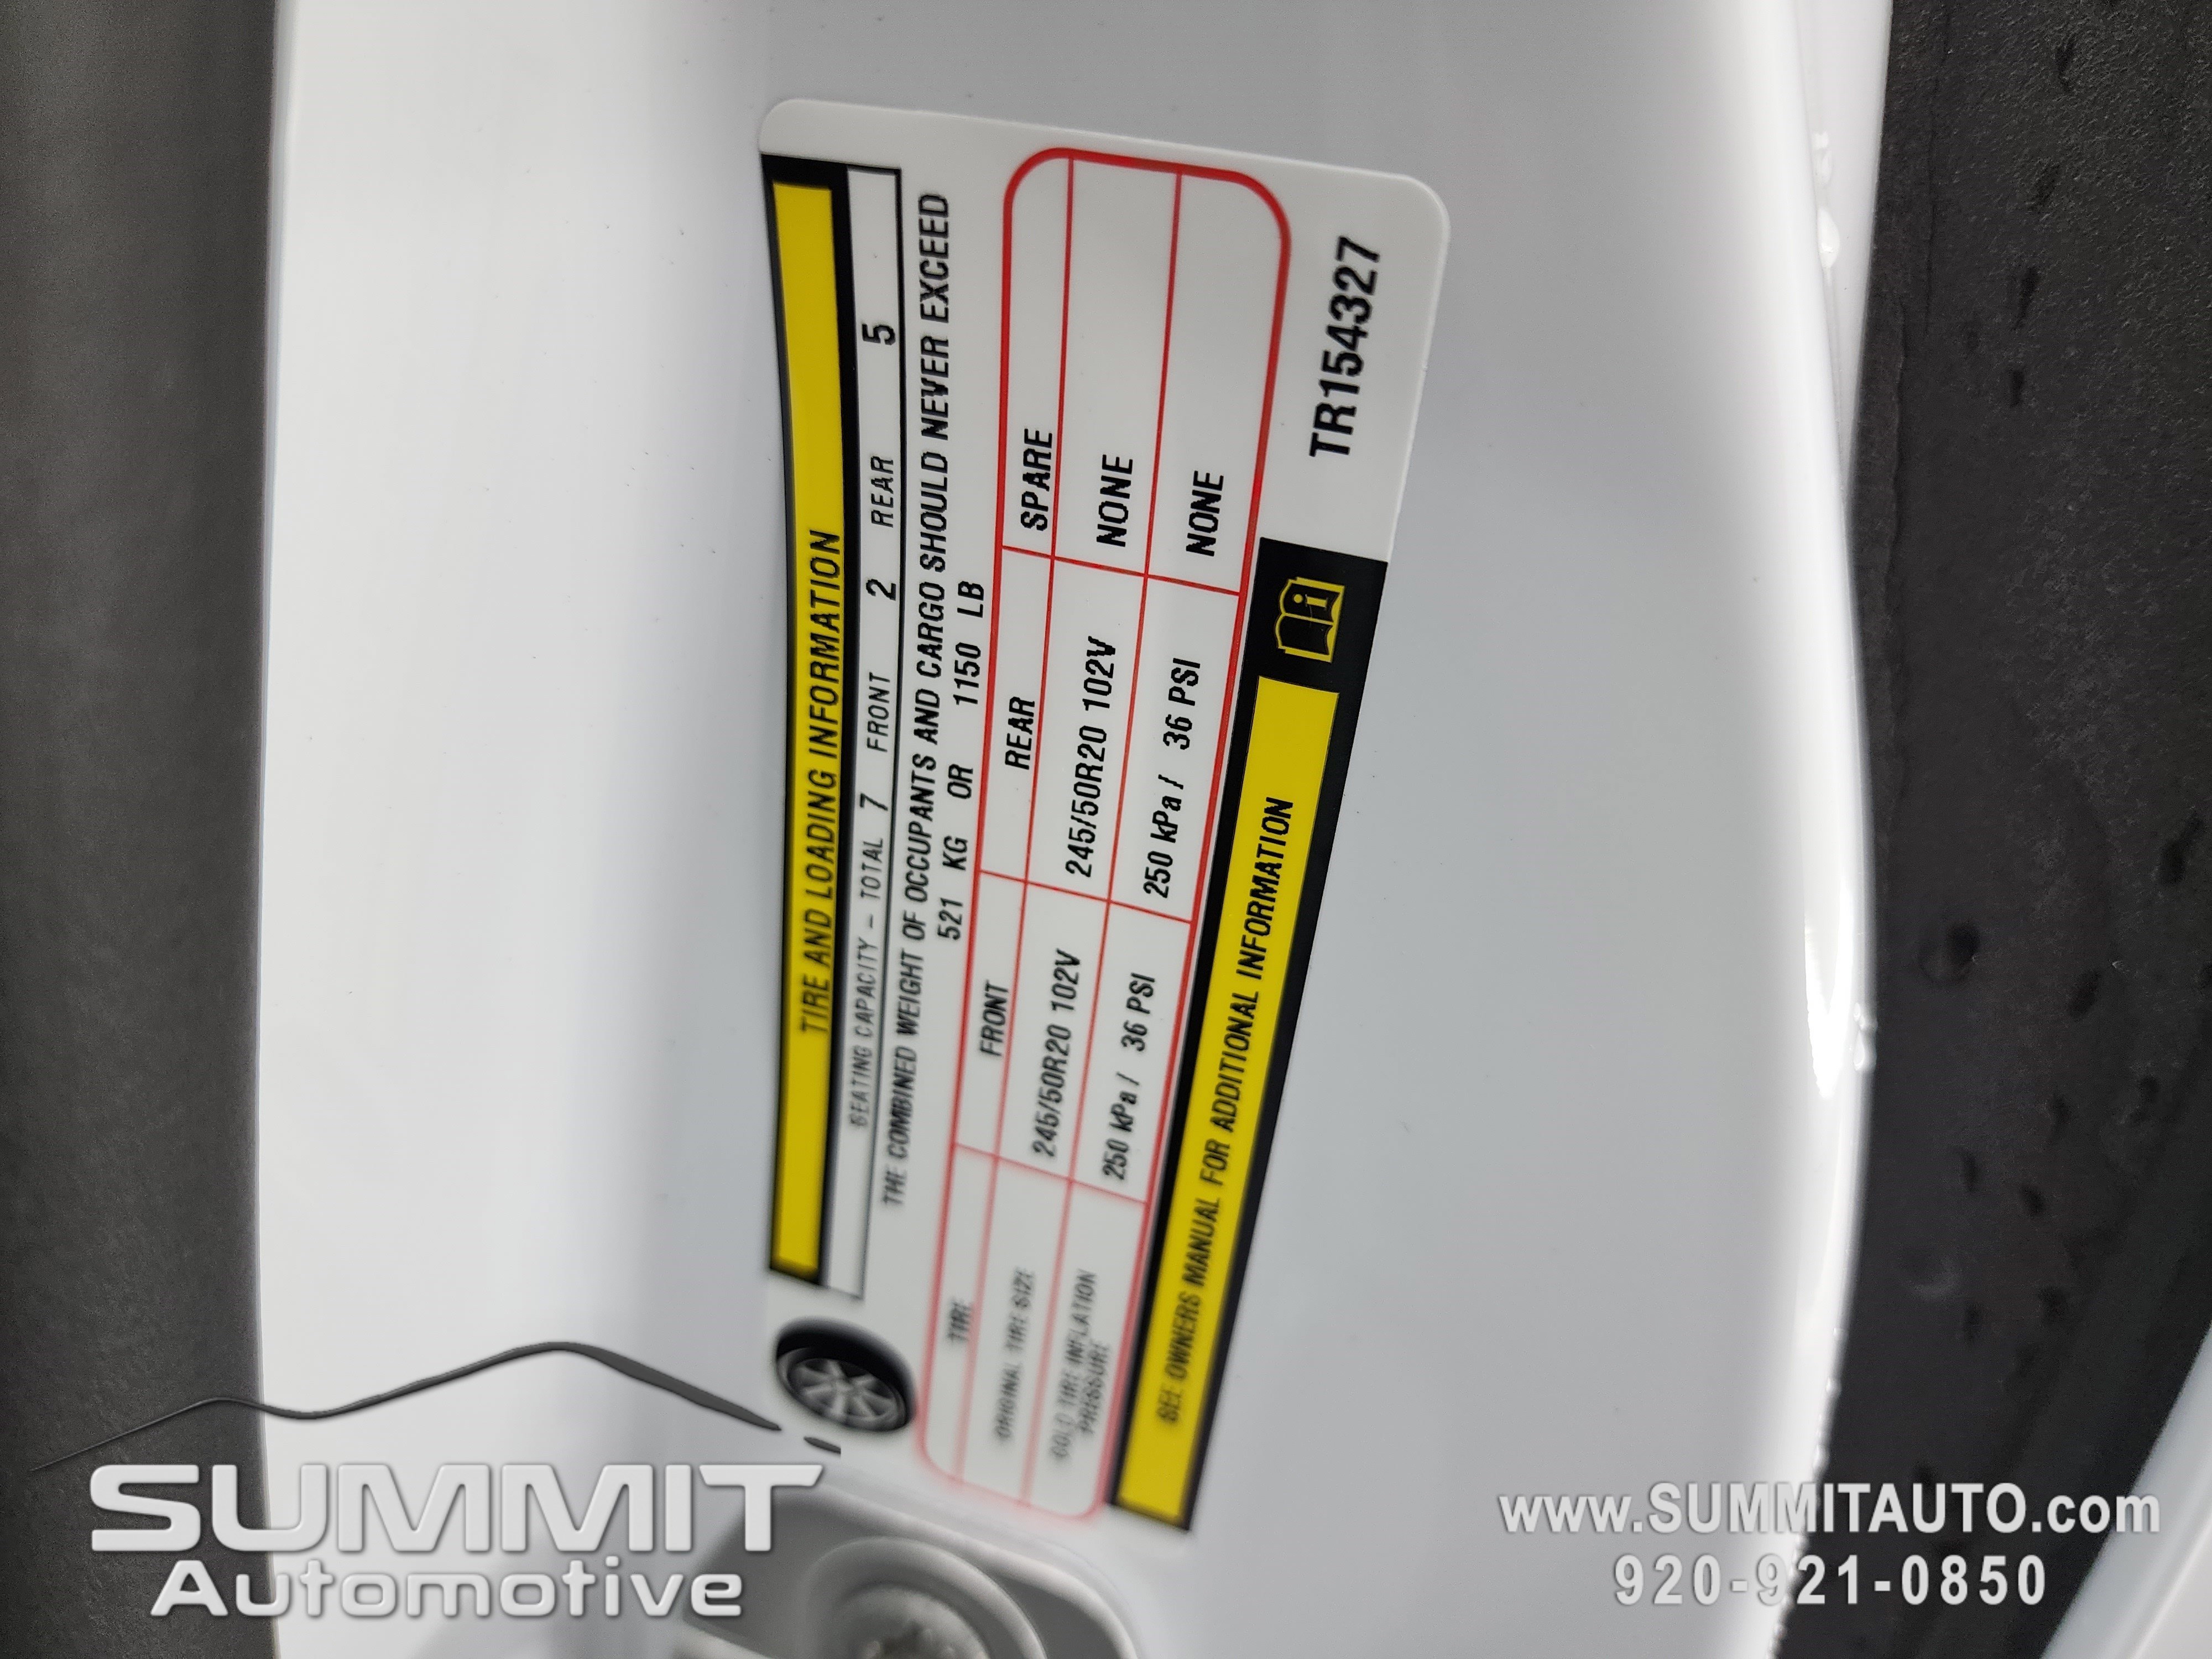 TIRE AND LOADING INFORMATION
SEATING CAPACITY - TOTAL 7 FRONT 2 REAR 5
THE COMBINED WEIGHT OF OCCUPANTS AND CARGO SHOULD NEVER EXCEED
521 KG OR 1150 LB
TIRE FRONT REAR SPARE
ORIGINAL TIRE SIZE 245/50R20 102V 245/50R20 102V NONE
COLD TIRE INFLATION
PRESSURE 250 kPa / 36 PSI 250 kPa / 36 PSI NONE
SEE OWNERS MANUAL FOR ADDITIONAL INFORMATION
TR154327
SUMMIT
Automotive
www.SUMMITAUTO.com
920-921-0850